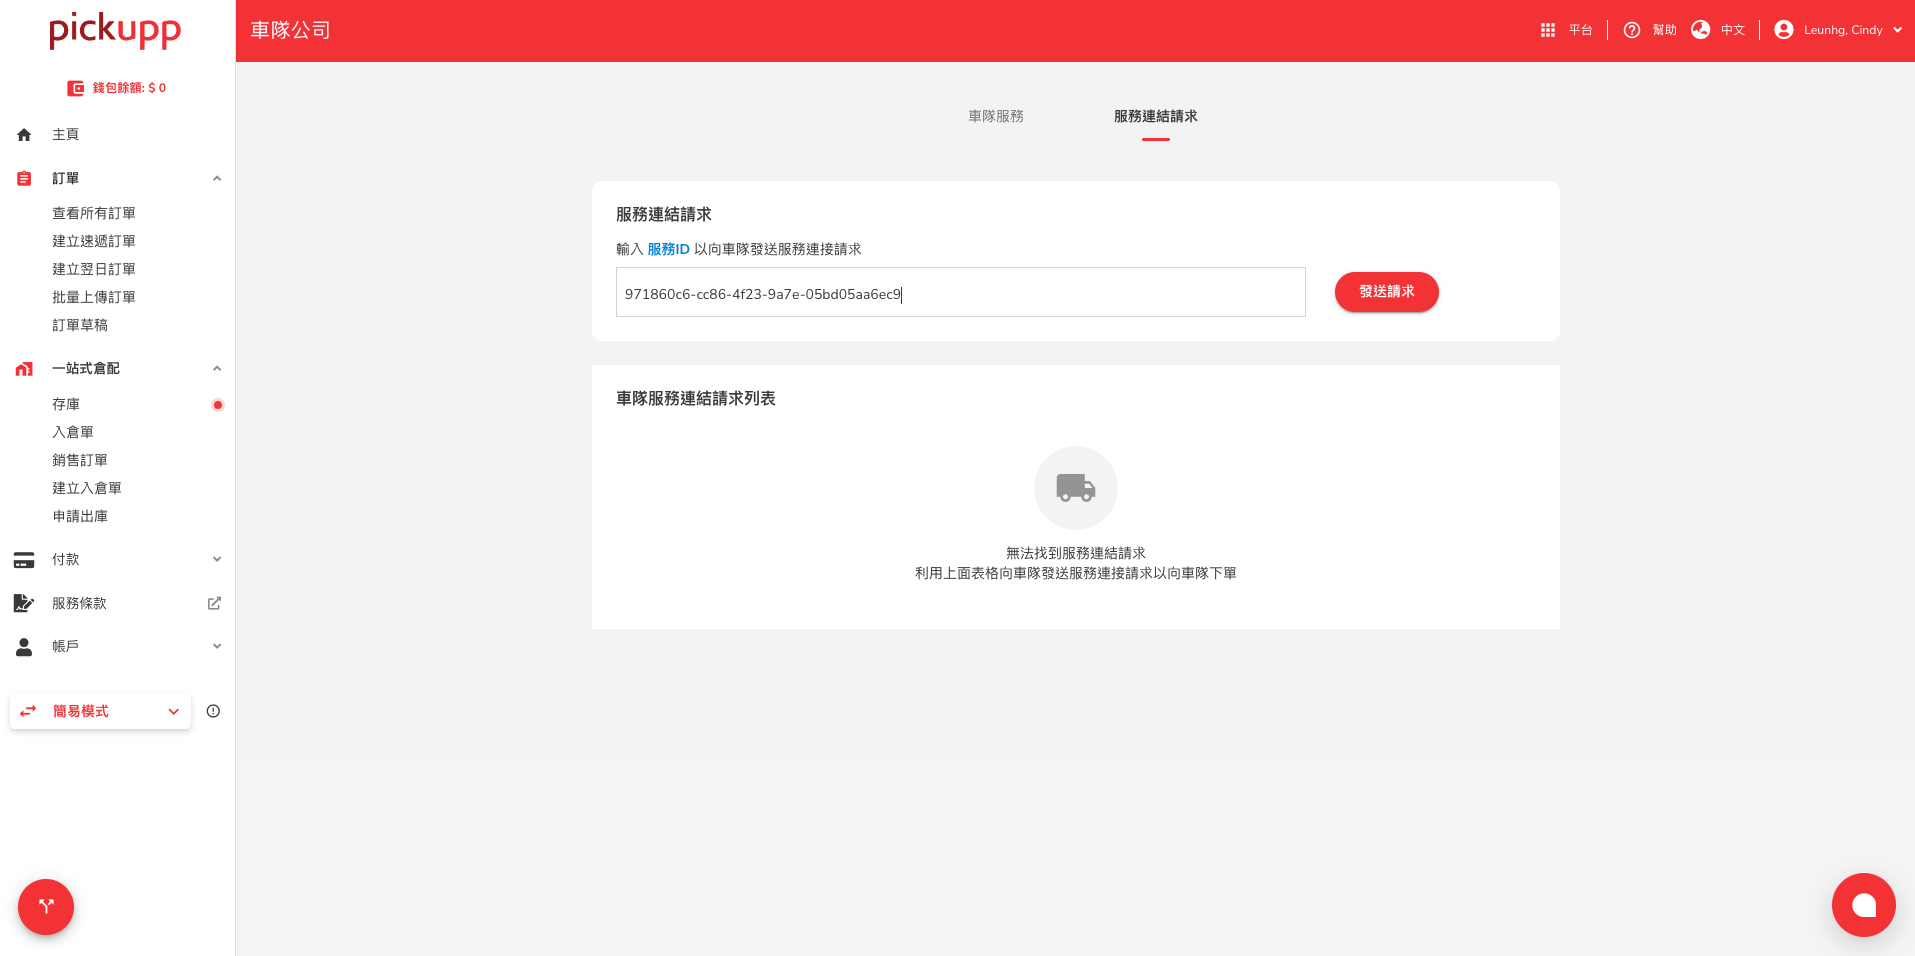 pickupp
車隊公司
平台
幫助
中文
Leunhg, Cindy
錢包餘額: $ 0
主頁
訂單
查看所有訂單
建立速遞訂單
建立翌日訂單
批量上傳訂單
訂單草稿
一站式倉配
存庫
入倉單
銷售訂單
建立入倉單
申請出庫
付款
服務條款
帳戶
簡易模式
車隊服務
服務連結請求
服務連結請求
輸入 服務ID 以向車隊發送服務連接請求
971860c6-cc86-4f23-9a7e-05bd05aa6ec9
發送請求
車隊服務連結請求列表
無法找到服務連結請求
利用上面表格向車隊發送服務連接請求以向車隊下單